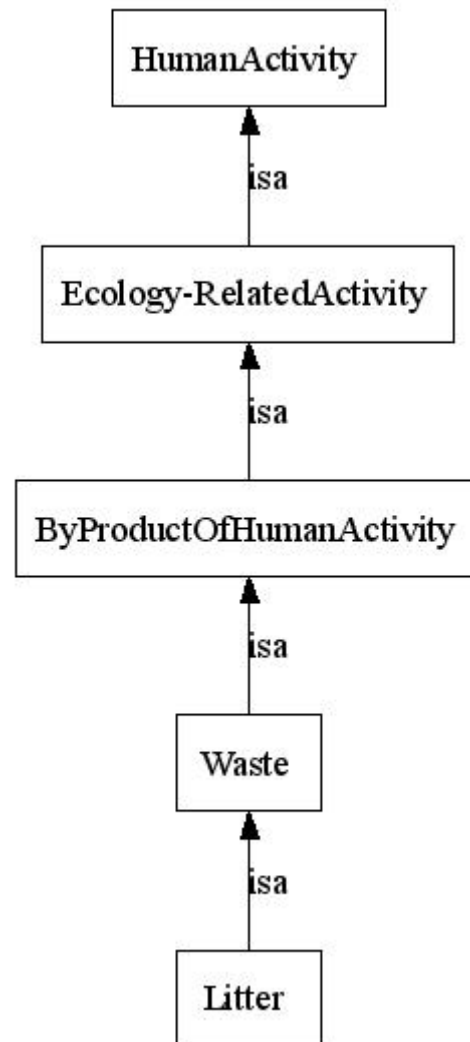 HumanActivity
isa
Ecology-RelatedActivity
isa
ByProductOfHumanActivity
isa
Waste
isa
Litter